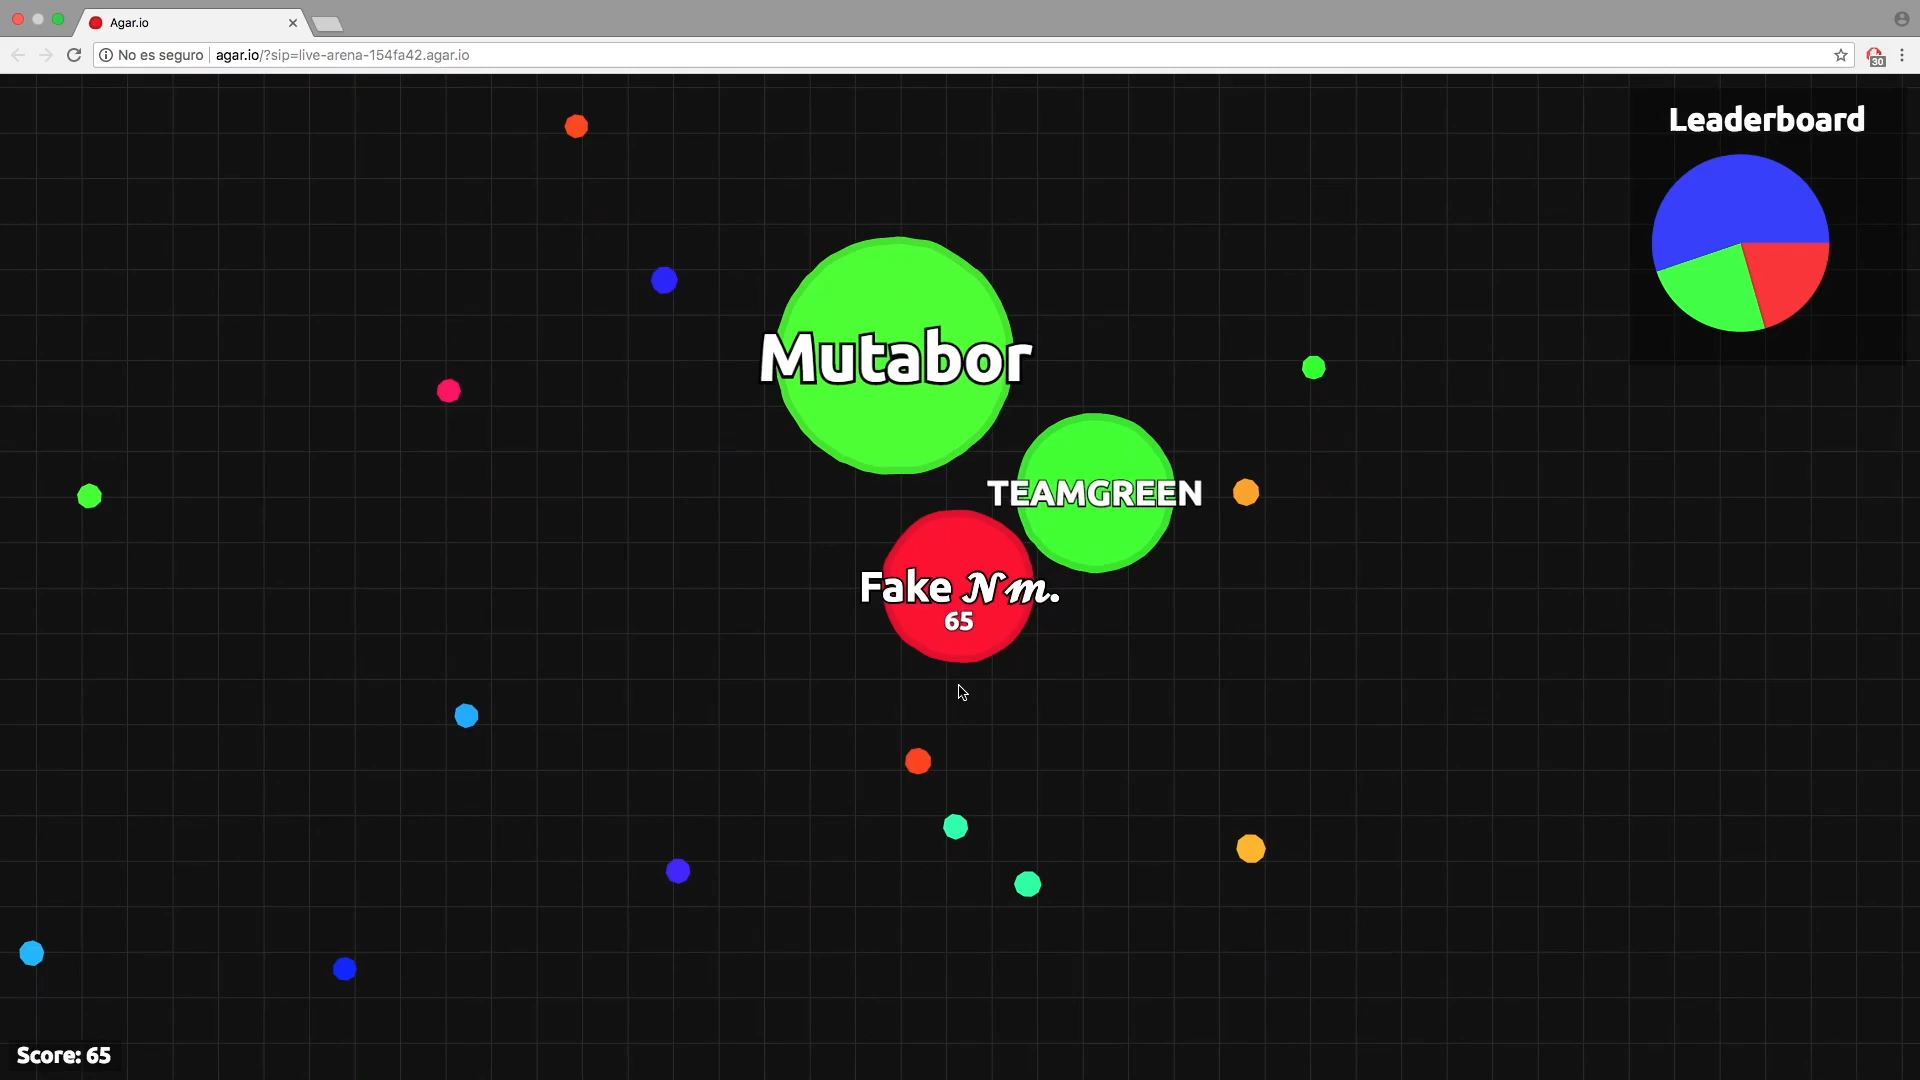 Agar.io
No es seguro
agar.io/?sip=live-arena-154fa42.agar.io
30
Leaderboard
Mutabor
TEAMGREEN
Fake 𝓝𝓶.
65
Score: 65